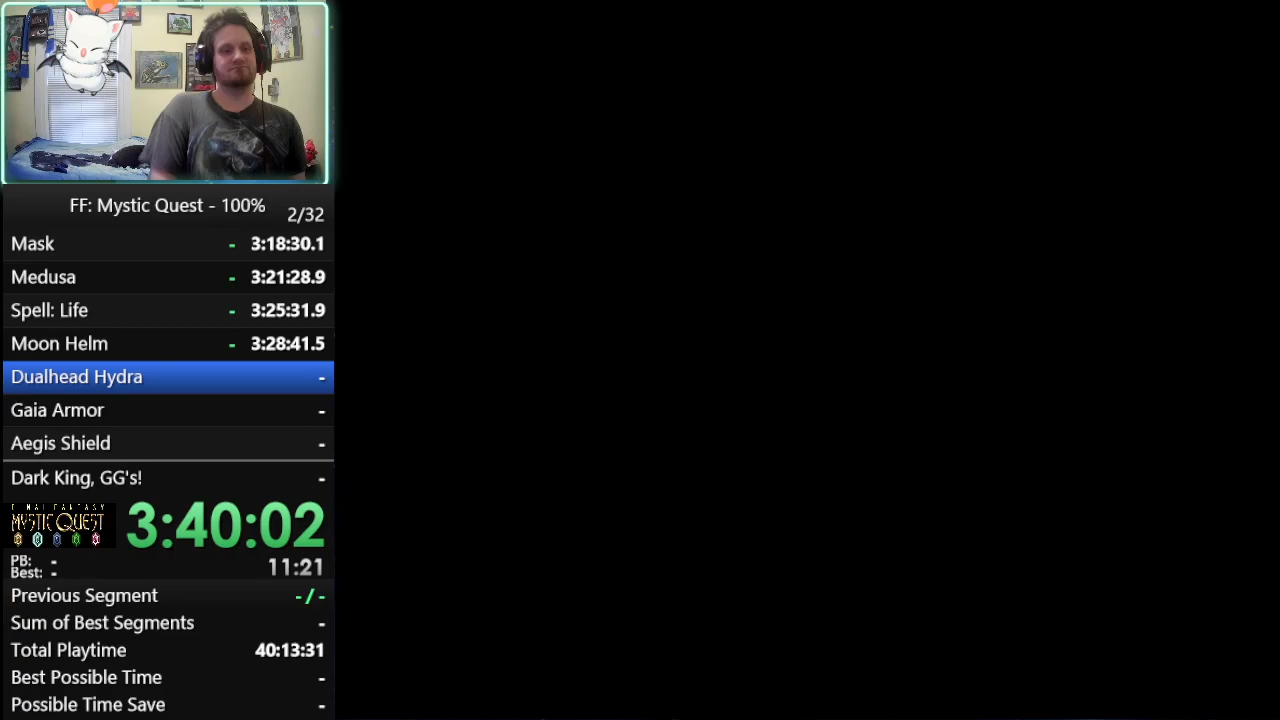 FF: Mystic Quest - 100%
2/32
Mask - 3:18:30.1
Medusa - 3:21:28.9
Spell: Life - 3:25:31.9
Moon Helm - 3:28:41.5
Dualhead Hydra -
Gaia Armor -
Aegis Shield -
Dark King, GG's! -
FINAL FANTASY
MYSTIC QUEST
3:40:02
PB: -
Best: -
11:21
Previous Segment - / -
Sum of Best Segments -
Total Playtime 40:13:31
Best Possible Time -
Possible Time Save -